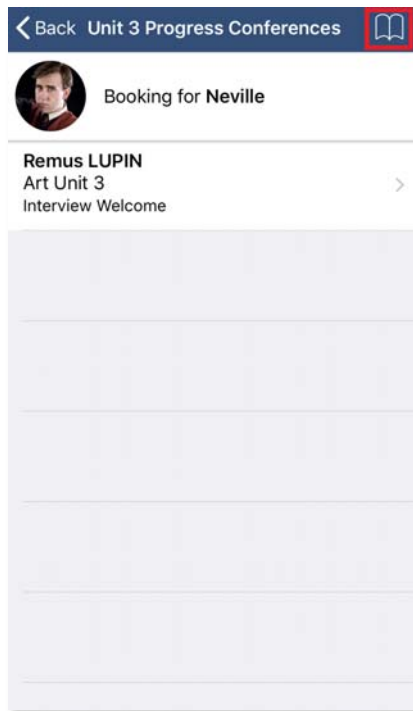 Back Unit 3 Progress Conferences
Booking for Neville
Remus LUPIN
Art Unit 3
Interview Welcome